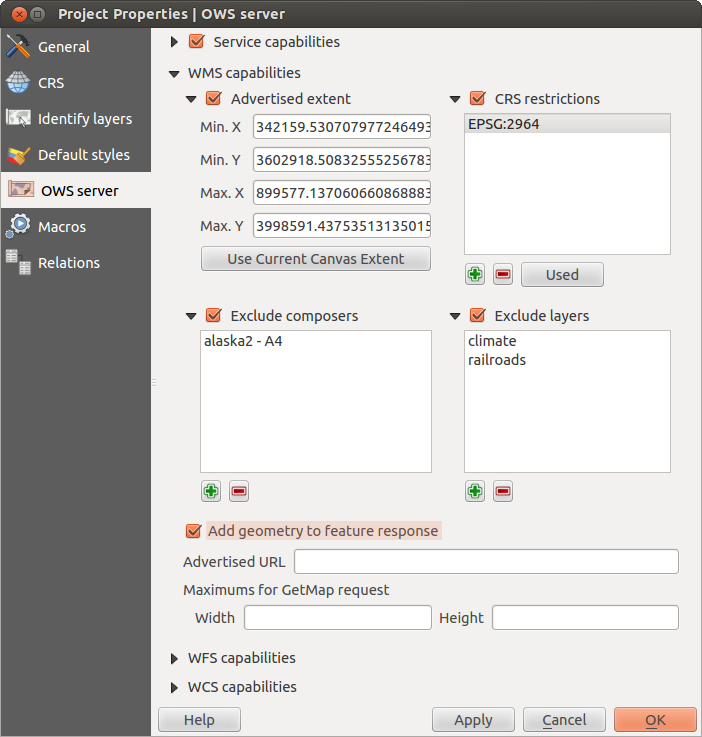 Project Properties | OWS server
General
CRS
Identify layers
Default styles
OWS server
Macros
Relations
Service capabilities
WMS capabilities
Advertised extent
Min. X 342159.530707977246493
Min. Y 3602918.50832555256783
Max. X 899577.137060660868883
Max. Y 3998591.43753513135015
Use Current Canvas Extent
CRS restrictions
EPSG:2964
Used
Exclude composers
alaska2 - A4
Exclude layers
climate
railroads
Add geometry to feature response
Advertised URL
Maximums for GetMap request
Width Height
WFS capabilities
WCS capabilities
Help Apply Cancel OK